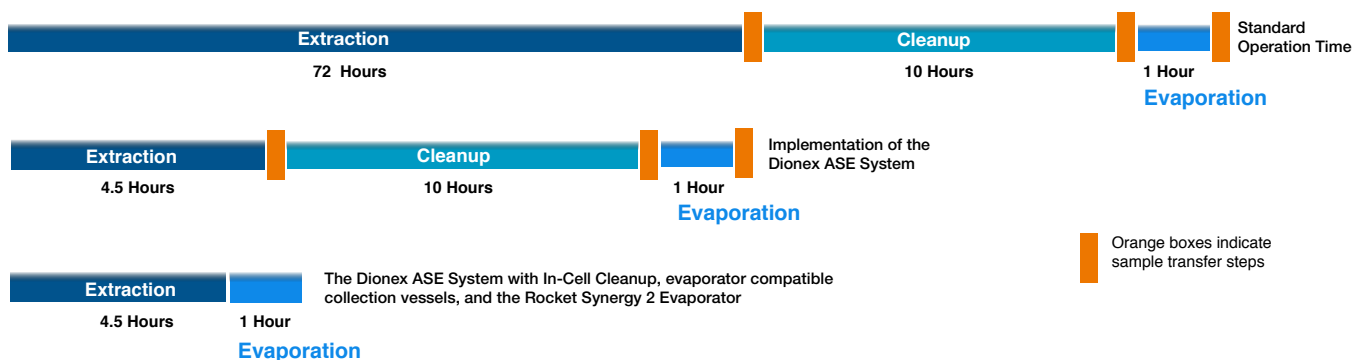 Extraction
Cleanup
Standard
Operation Time
72 Hours
10 Hours
1 Hour
Evaporation
Extraction
Cleanup
Implementation of the
Dionex ASE System
4.5 Hours
10 Hours
1 Hour
Evaporation
Orange boxes indicate
sample transfer steps
Extraction
The Dionex ASE System with In-Cell Cleanup, evaporator compatible
collection vessels, and the Rocket Synergy 2 Evaporator
4.5 Hours
1 Hour
Evaporation